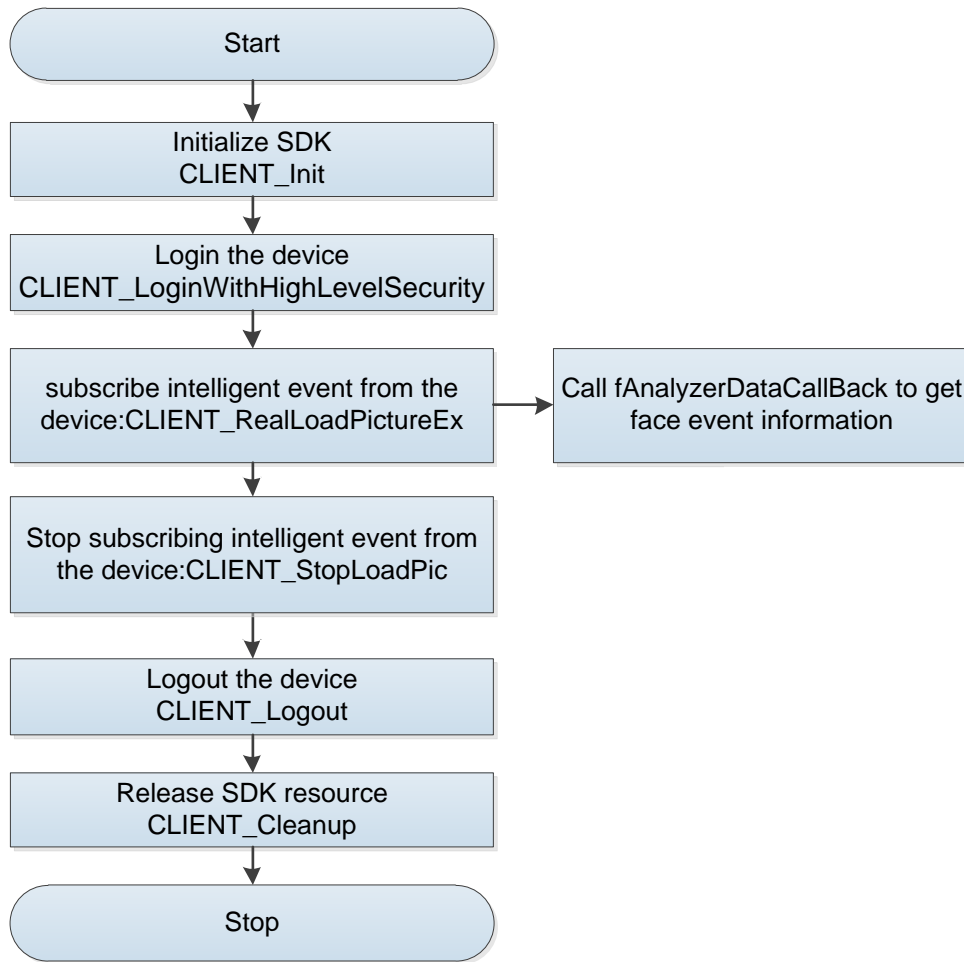 Start
Initialize SDK
CLIENT_Init
Login the device
CLIENT_LoginWithHighLevelSecurity
subscribe intelligent event from the
device:CLIENT_RealLoadPictureEx
Call fAnalyzerDataCallBack to get
face event information
Stop subscribing intelligent event from
the device:CLIENT_StopLoadPic
Logout the device
CLIENT_Logout
Release SDK resource
CLIENT_Cleanup
Stop